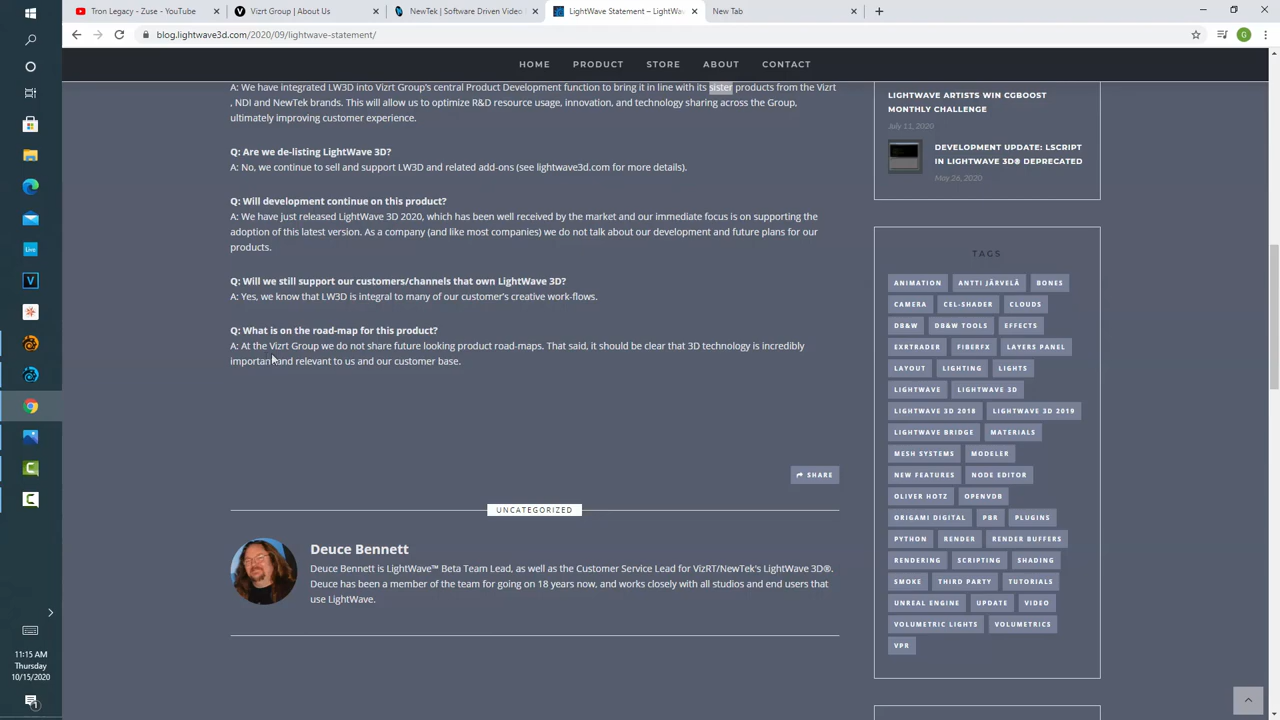 Tron Legacy - Zuse - YouTube
Vizrt Group | About Us
NewTek | Software Driven Video
LightWave Statement – LightWav
New Tab
blog.lightwave3d.com/2020/09/lightwave-statement/
G
HOME PRODUCT STORE ABOUT CONTACT
A: We have integrated LW3D into Vizrt Group's central Product Development function to bring it in line with its sister products from the Vizrt
, NDI and NewTek brands. This will allow us to optimize R&D resource usage, innovation, and technology sharing across the Group,
ultimately improving customer experience.
Q: Are we de-listing LightWave 3D?
A: No, we continue to sell and support LW3D and related add-ons (see lightwave3d.com for more details).
Q: Will development continue on this product?
A: We have just released LightWave 3D 2020, which has been well received by the market and our immediate focus is on supporting the
adoption of this latest version. As a company (and like most companies) we do not talk about our development and future plans for our
products.
Q: Will we still support our customers/channels that own LightWave 3D?
A: Yes, we know that LW3D is integral to many of our customer's creative work-flows.
Q: What is on the road-map for this product?
A: At the Vizrt Group we do not share future looking product road-maps. That said, it should be clear that 3D technology is incredibly
important and relevant to us and our customer base.
SHARE
UNCATEGORIZED
Deuce Bennett
Deuce Bennett is LightWave™ Beta Team Lead, as well as the Customer Service Lead for VizRT/NewTek's LightWave 3D®.
Deuce has been a member of the team for going on 18 years now, and works closely with all studios and end users that
use LightWave.
LIGHTWAVE ARTISTS WIN CGBOOST
MONTHLY CHALLENGE
July 11, 2020
DEVELOPMENT UPDATE: LSCRIPT
IN LIGHTWAVE 3D® DEPRECATED
May 26, 2020
TAGS
ANIMATION ANTTI JÄRVELÄ BONES
CAMERA CEL-SHADER CLOUDS
DB&W DB&W TOOLS EFFECTS
EXRTRADER FIBERFX LAYERS PANEL
LAYOUT LIGHTING LIGHTS
LIGHTWAVE LIGHTWAVE 3D
LIGHTWAVE 3D 2018 LIGHTWAVE 3D 2019
LIGHTWAVE BRIDGE MATERIALS
MESH SYSTEMS MODELER
NEW FEATURES NODE EDITOR
OLIVER HOTZ OPENVDB
ORIGAMI DIGITAL PBR PLUGINS
PYTHON RENDER RENDER BUFFERS
RENDERING SCRIPTING SHADING
SMOKE THIRD PARTY TUTORIALS
UNREAL ENGINE UPDATE VIDEO
VOLUMETRIC LIGHTS VOLUMETRICS
VPR
Live
V
11:15 AM
Thursday
10/15/2020
1